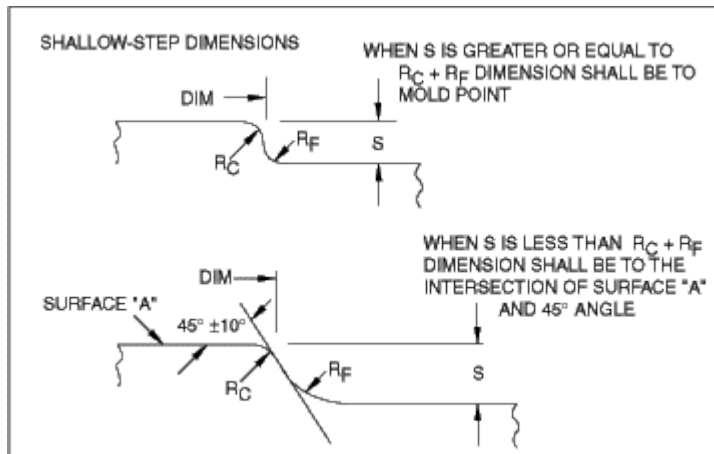 SHALLOW-STEP DIMENSIONS
WHEN S IS GREATER OR EQUAL TO
RC + RF DIMENSION SHALL BE TO
MOLD POINT
DIM
S
RC
RF
WHEN S IS LESS THAN RC + RF
DIMENSION SHALL BE TO THE
INTERSECTION OF SURFACE "A"
AND 45° ANGLE
DIM
SURFACE "A"
45° ±10°
RC
RF
S